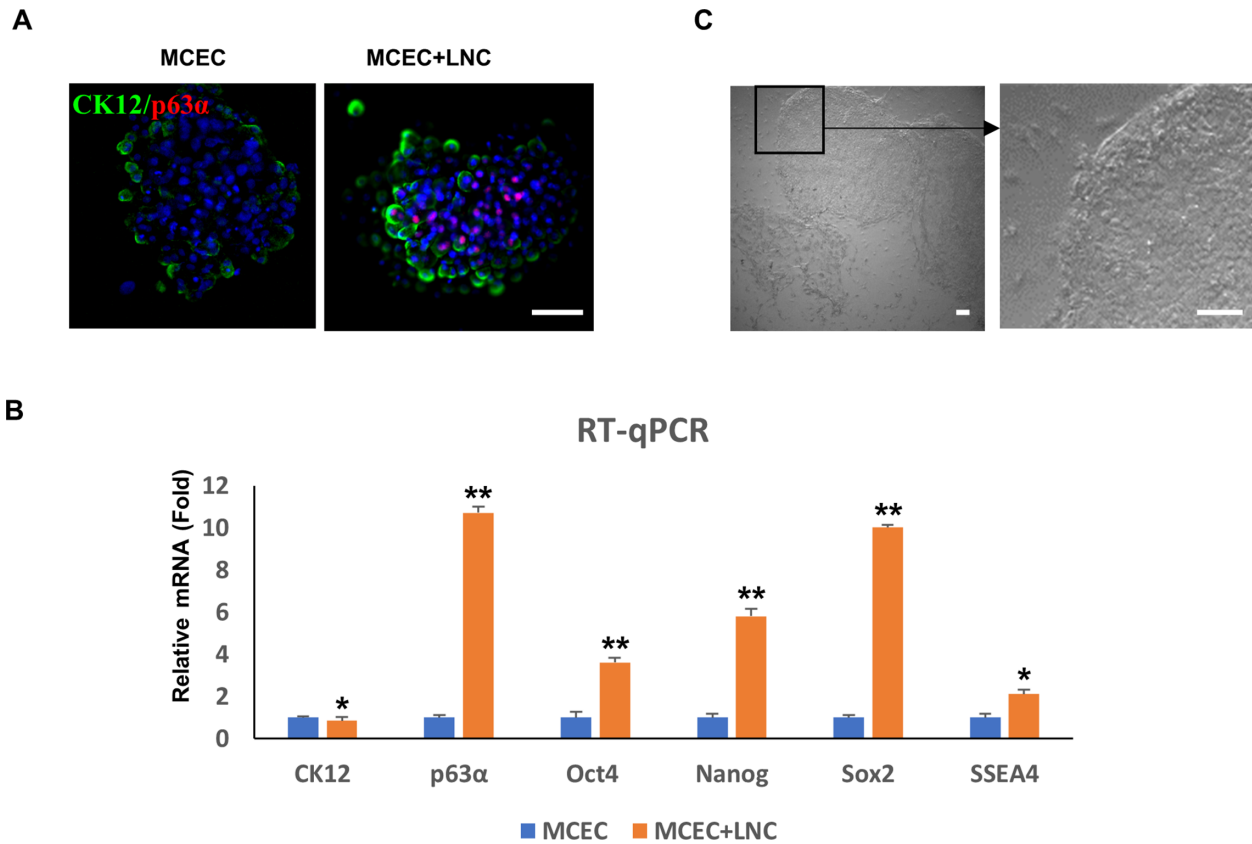 A
MCEC
MCEC+LNC
CK12/p63α
C
B
RT-qPCR
Relative mRNA (Fold)
12
10
8
6
4
2
0
*
**
**
**
**
*
CK12 p63α Oct4 Nanog Sox2 SSEA4
MCEC MCEC+LNC